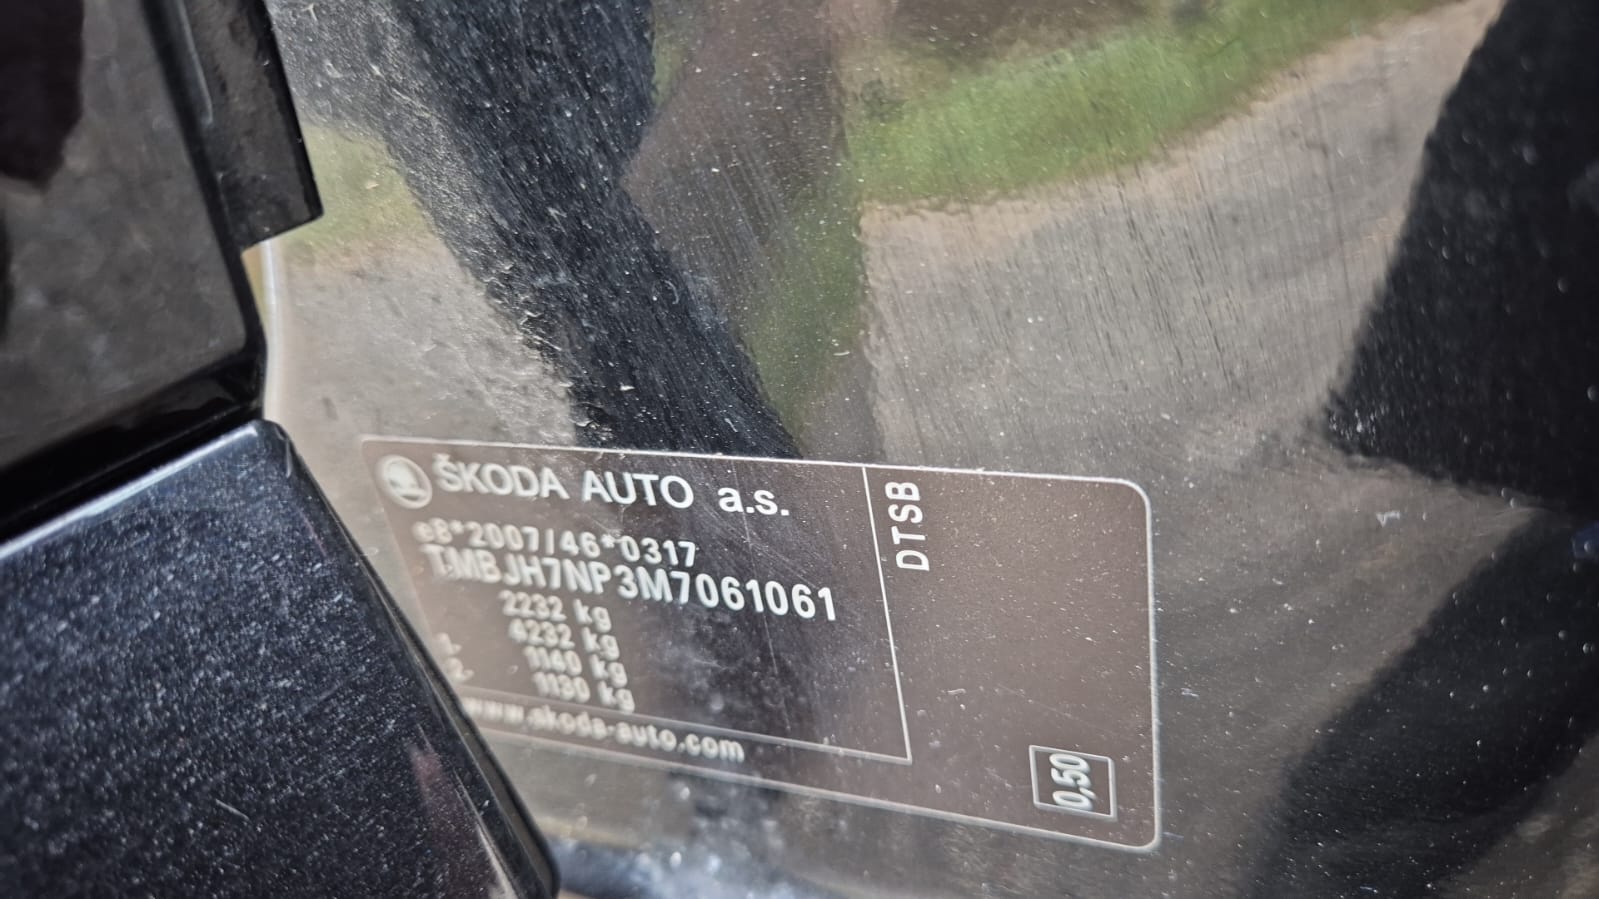 ŠKODA AUTO a.s.
e8*2007/46*0317
TMBJH7NP3M7061061
2232 kg
4232 kg
1- 1140 kg
2- 1130 kg
www.skoda-auto.com
DTSB
0,50